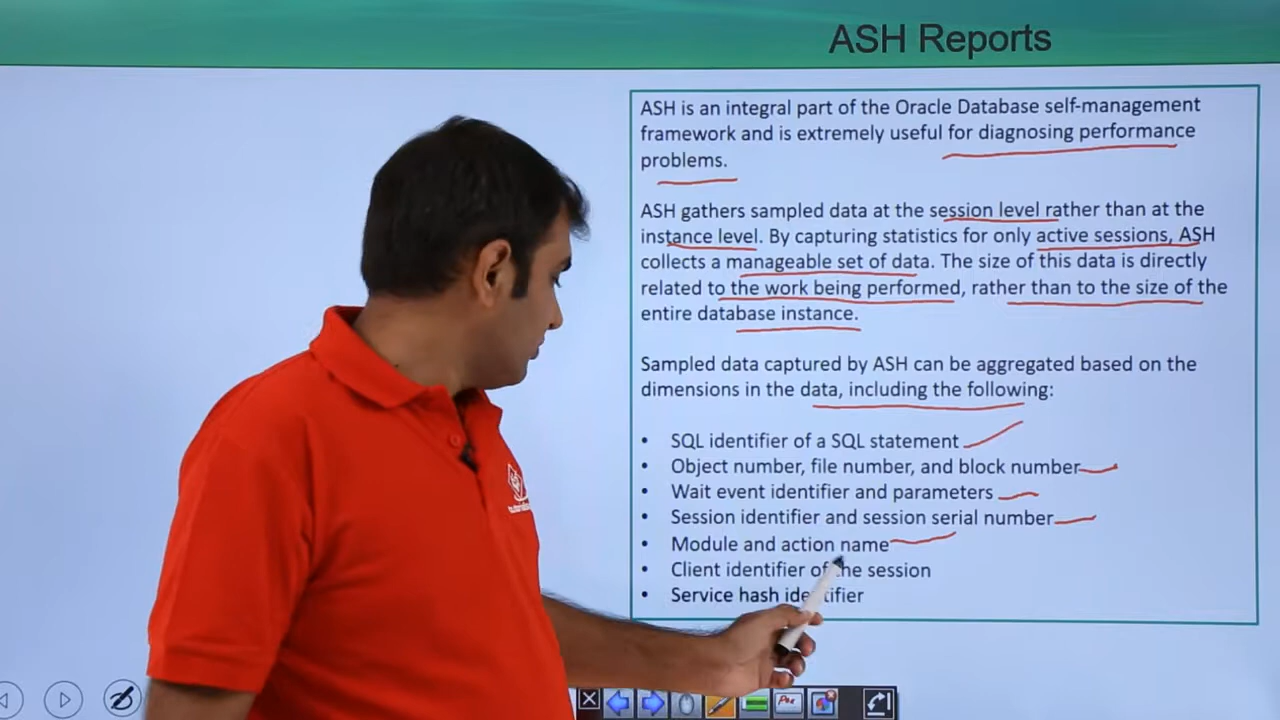 ASH Reports
ASH is an integral part of the Oracle Database self-management
framework and is extremely useful for diagnosing performance
problems.
ASH gathers sampled data at the session level rather than at the
instance level. By capturing statistics for only active sessions, ASH
collects a manageable set of data. The size of this data is directly
related to the work being performed, rather than to the size of the
entire database instance.
Sampled data captured by ASH can be aggregated based on the
dimensions in the data, including the following:
• SQL identifier of a SQL statement
• Object number, file number, and block number
• Wait event identifier and parameters
• Session identifier and session serial number
• Module and action name
• Client identifier of the session
• Service hash identifier